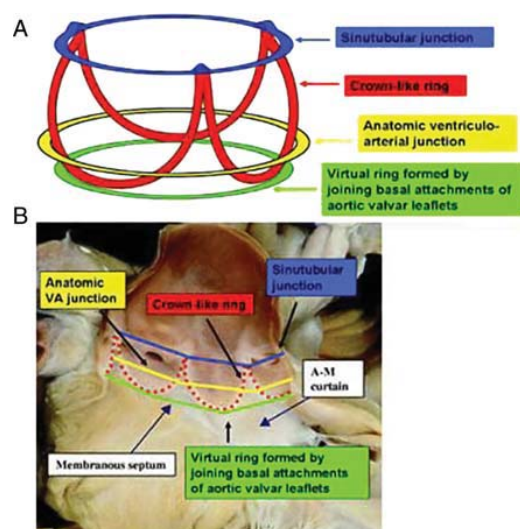 A
Sinutubular junction
Crown-like ring
Anatomic ventriculo-
arterial junction
Virtual ring formed by
joining basal attachments of
aortic valvar leaflets
B
Anatomic
VA junction
Crown-like ring
Sinutubular
junction
A-M
curtain
Membranous septum
Virtual ring formed by
joining basal attachments
of aortic valvar leaflets